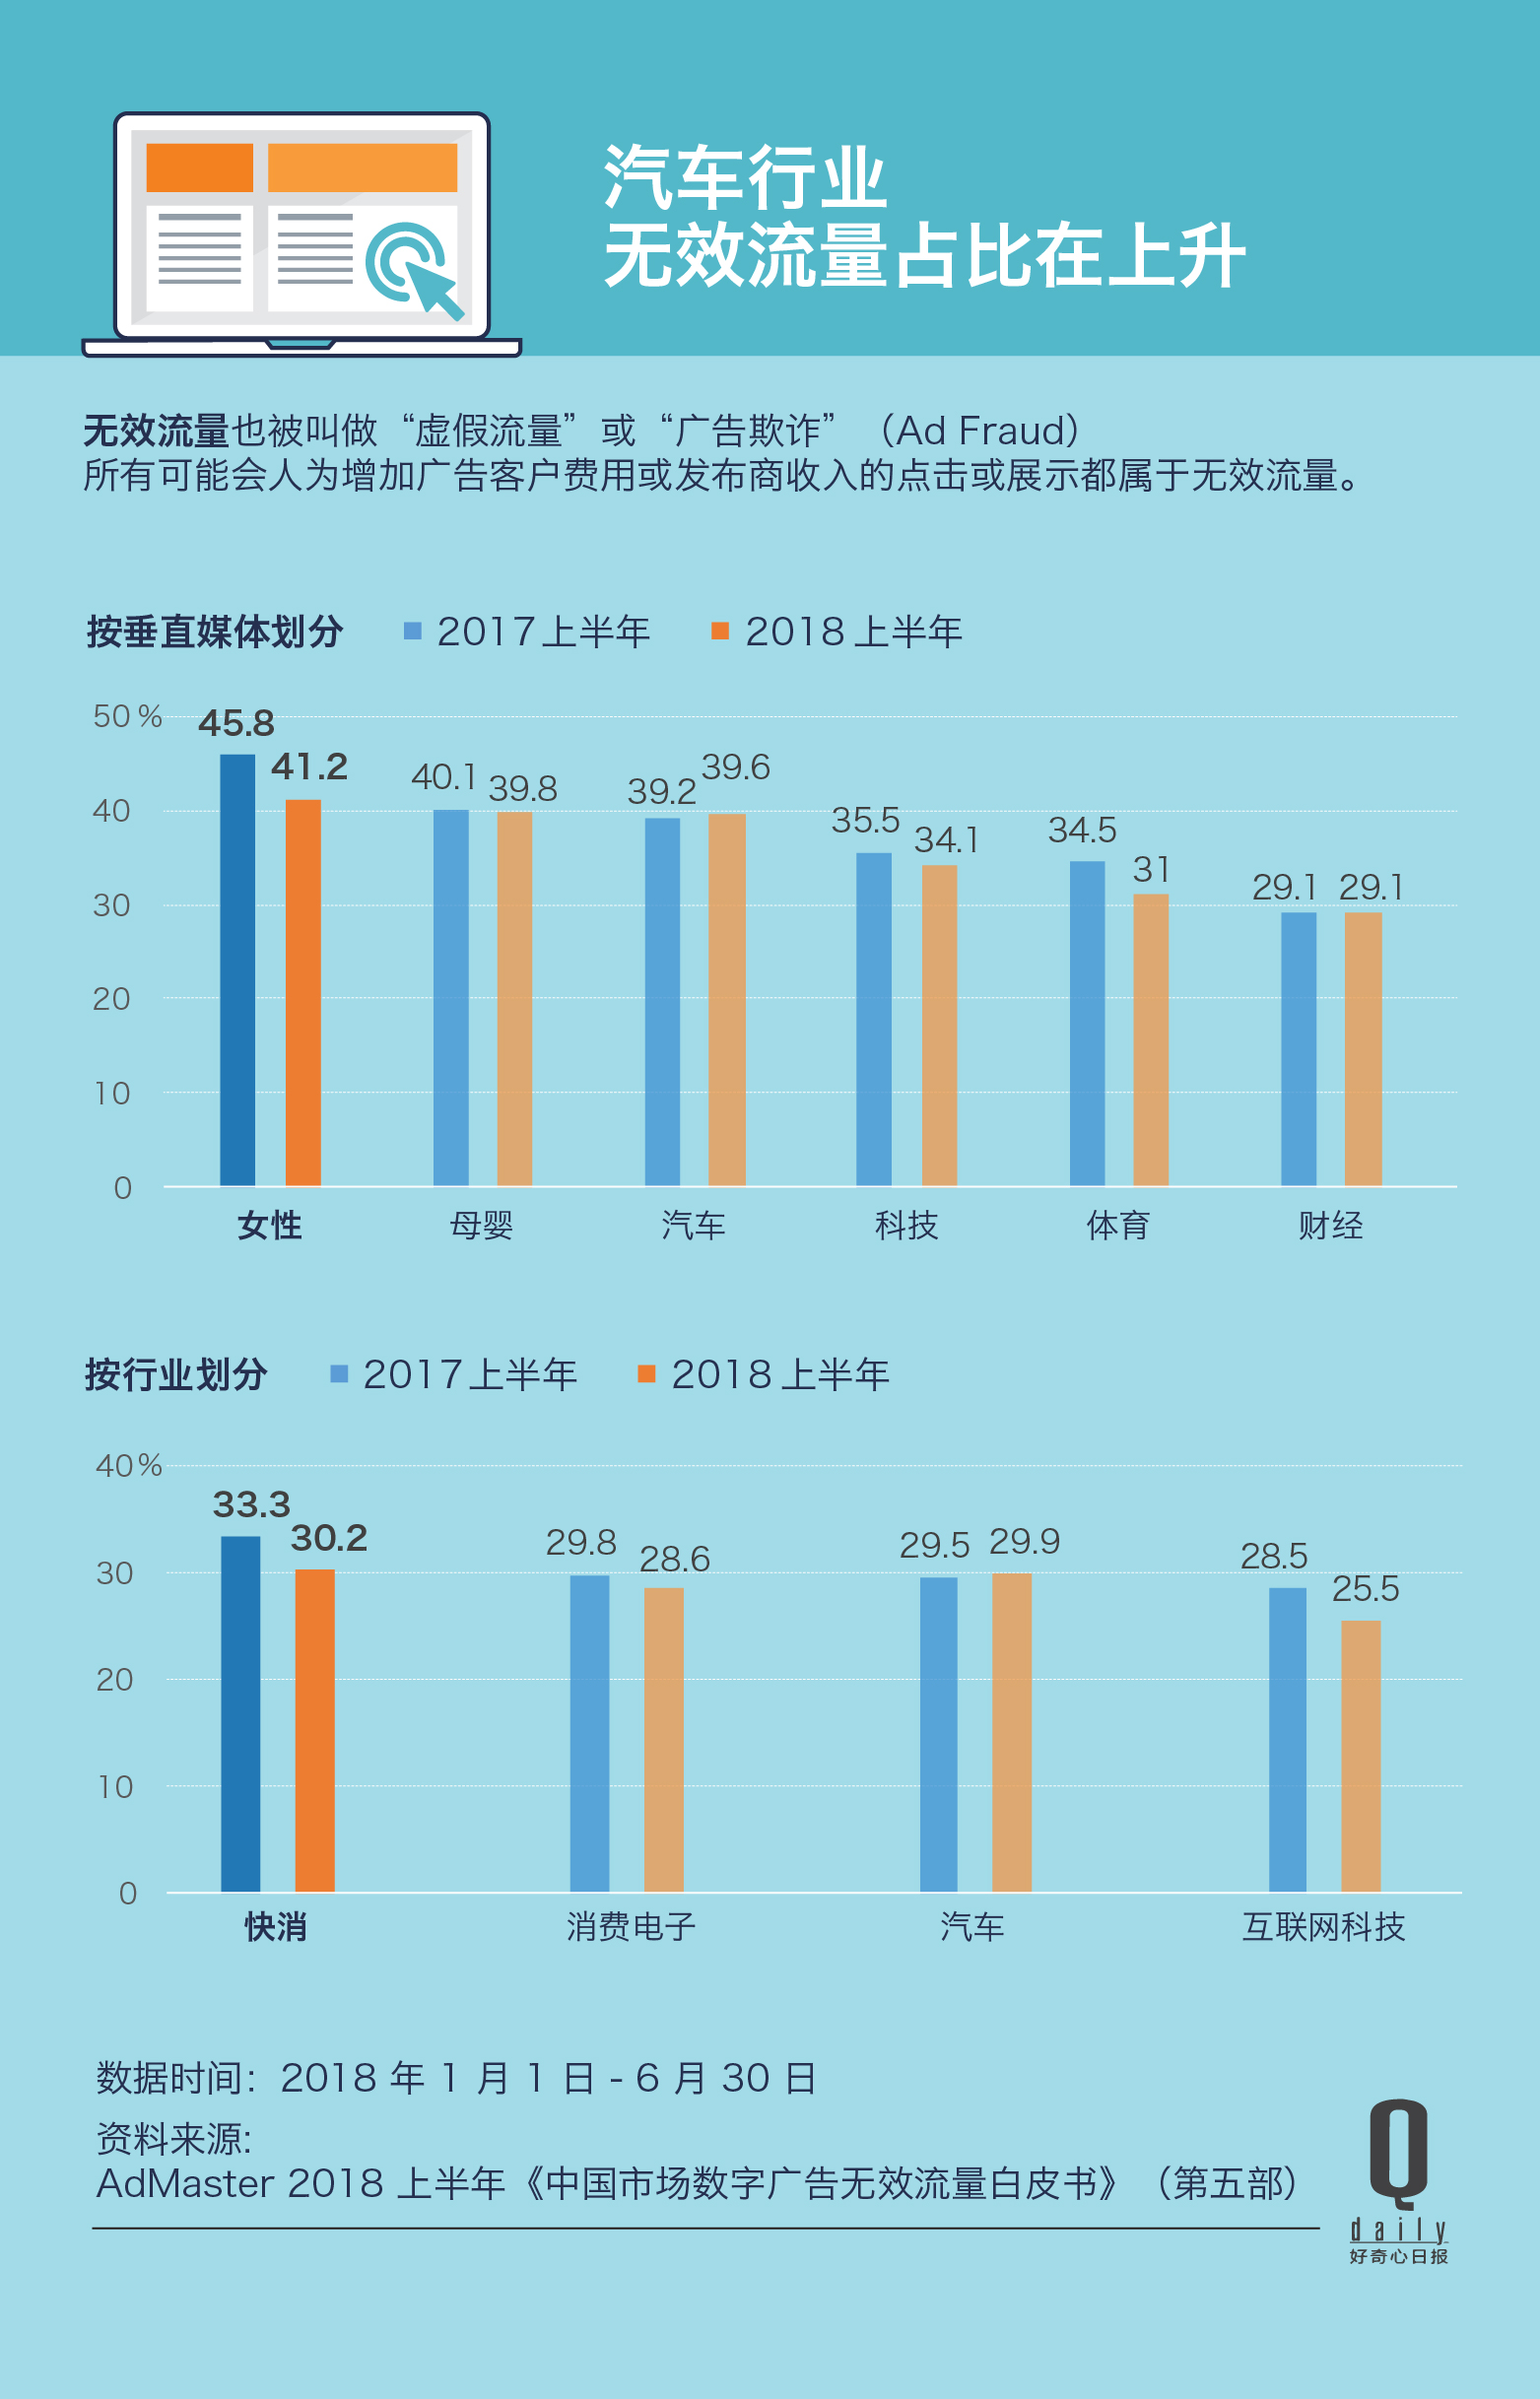 汽车行业
无效流量占比在上升
无效流量也被叫做“虚假流量”或“广告欺诈”（Ad Fraud）
所有可能会人为增加广告客户费用或发布商收入的点击或展示都属于无效流量。
按垂直媒体划分 2017上半年 2018上半年
50%
45.8 41.2 40.1 39.8 39.2 39.6 35.5 34.1 34.5 31 29.1 29.1
40
30
20
10
0
女性 母婴 汽车 科技 体育 财经
按行业划分 2017上半年 2018上半年
40%
33.3 30.2 29.8 28.6 29.5 29.9 28.5 25.5
30
20
10
0
快消 消费电子 汽车 互联网科技
数据时间：2018 年 1 月 1 日 - 6 月 30 日
资料来源:
AdMaster 2018 上半年《中国市场数字广告无效流量白皮书》（第五部）
Q
daily
好奇心日报